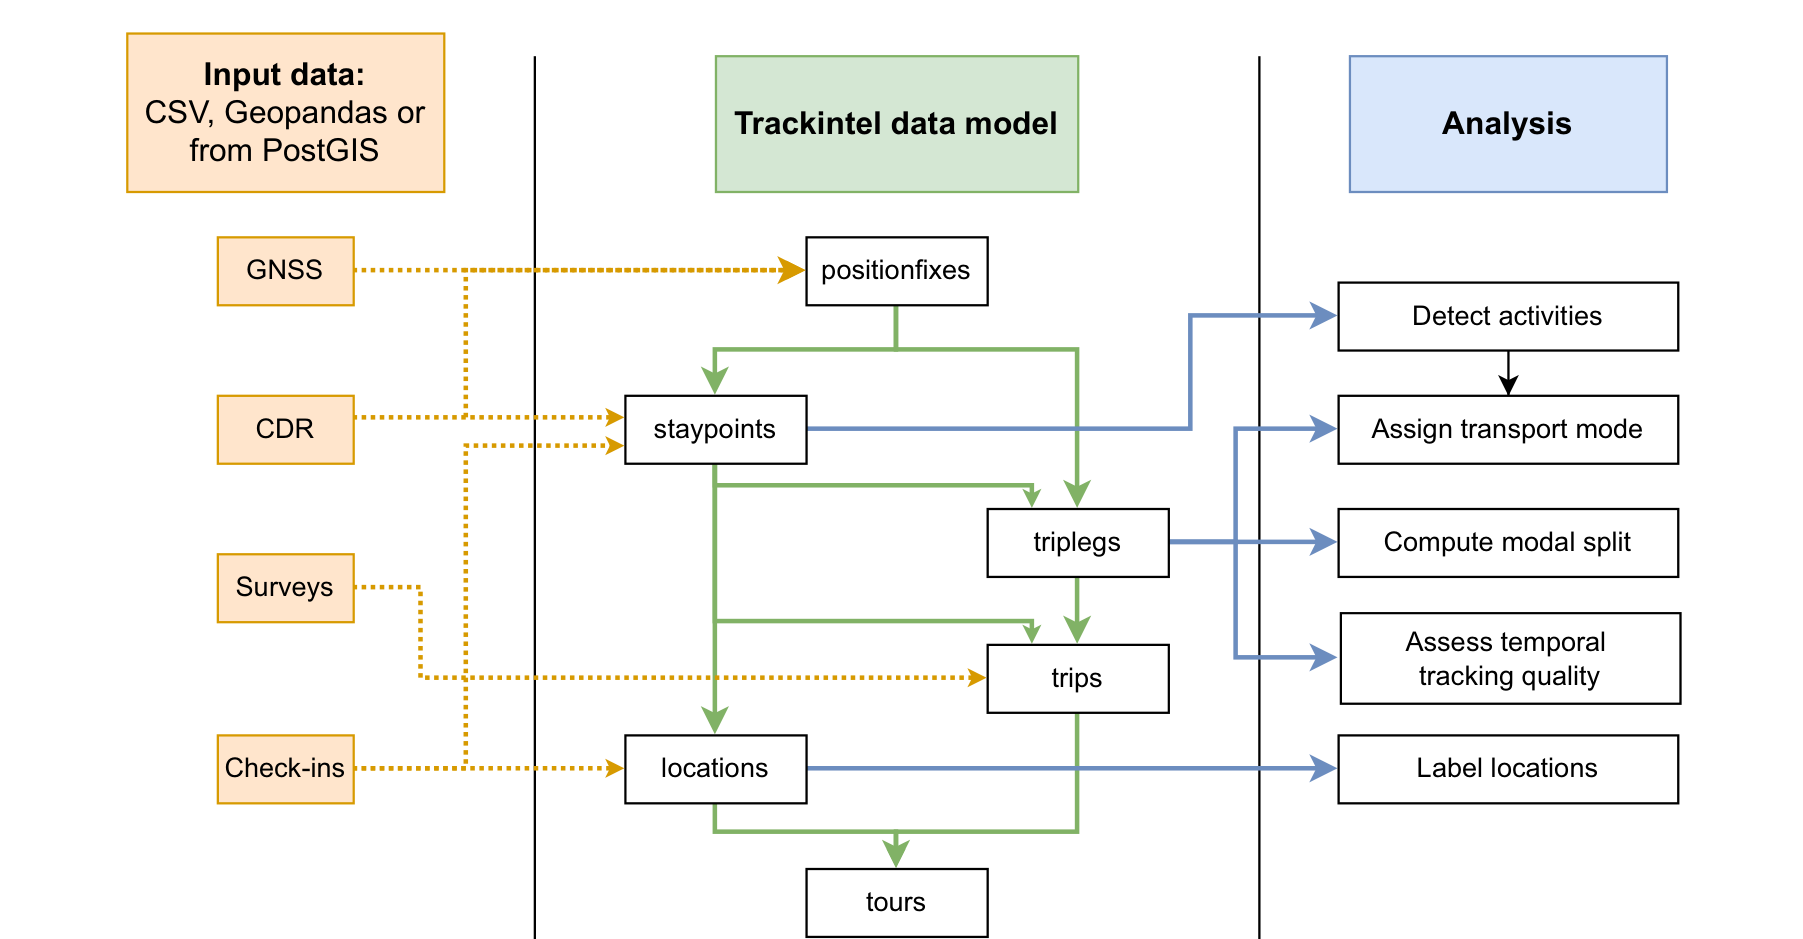 Input data:
CSV, Geopandas or
from PostGIS
Trackintel data model
Analysis
GNSS
positionfixes
Detect activities
CDR
staypoints
Assign transport mode
triplegs
Compute modal split
Surveys
Assess temporal
tracking quality
trips
Check-ins
locations
Label locations
tours